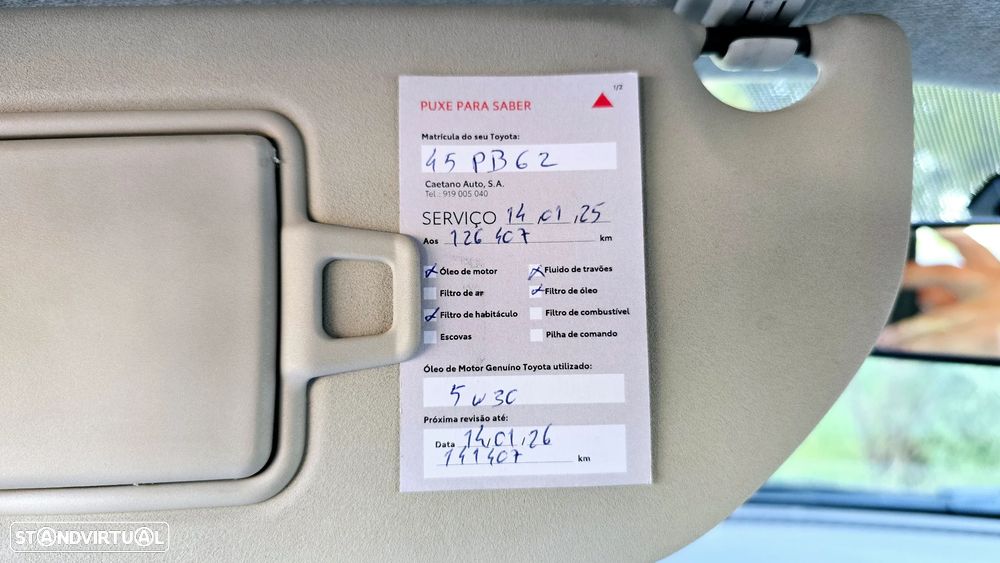 PUXE PARA SABER
1/2
Matrícula do seu Toyota:
45 PB 62
Caetano Auto, S.A.
Tel.: 919 005 040
SERVIÇO 14,01,25
Aos 126 407 km
Óleo de motor Fluido de travões
Filtro de ar Filtro de óleo
Filtro de habitáculo Filtro de combustível
Escovas Pilha de comando
Óleo de Motor Genuíno Toyota utilizado:
5w30
Próxima revisão até:
Data 14,01,26
141407 km
STANDVIRTUAL